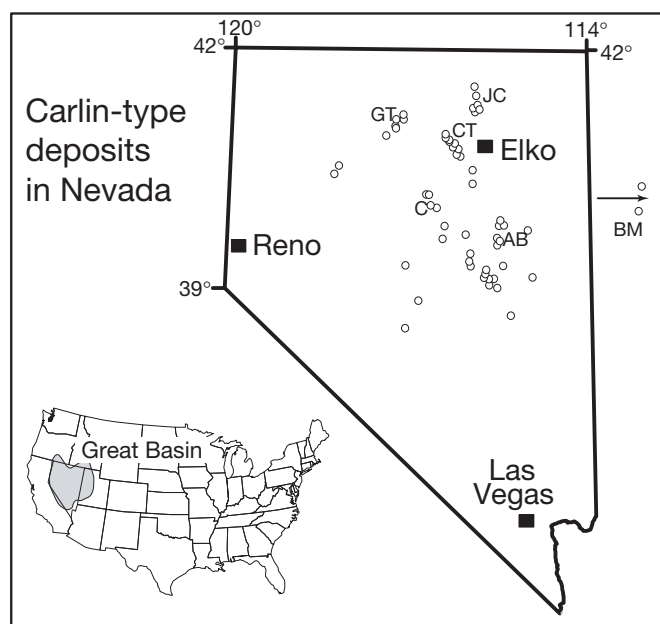 120°
114°
42°
42°
Carlin-type
deposits
in Nevada
JC
GT
CT
Elko
C
BM
AB
Reno
39°
Great Basin
Las
Vegas